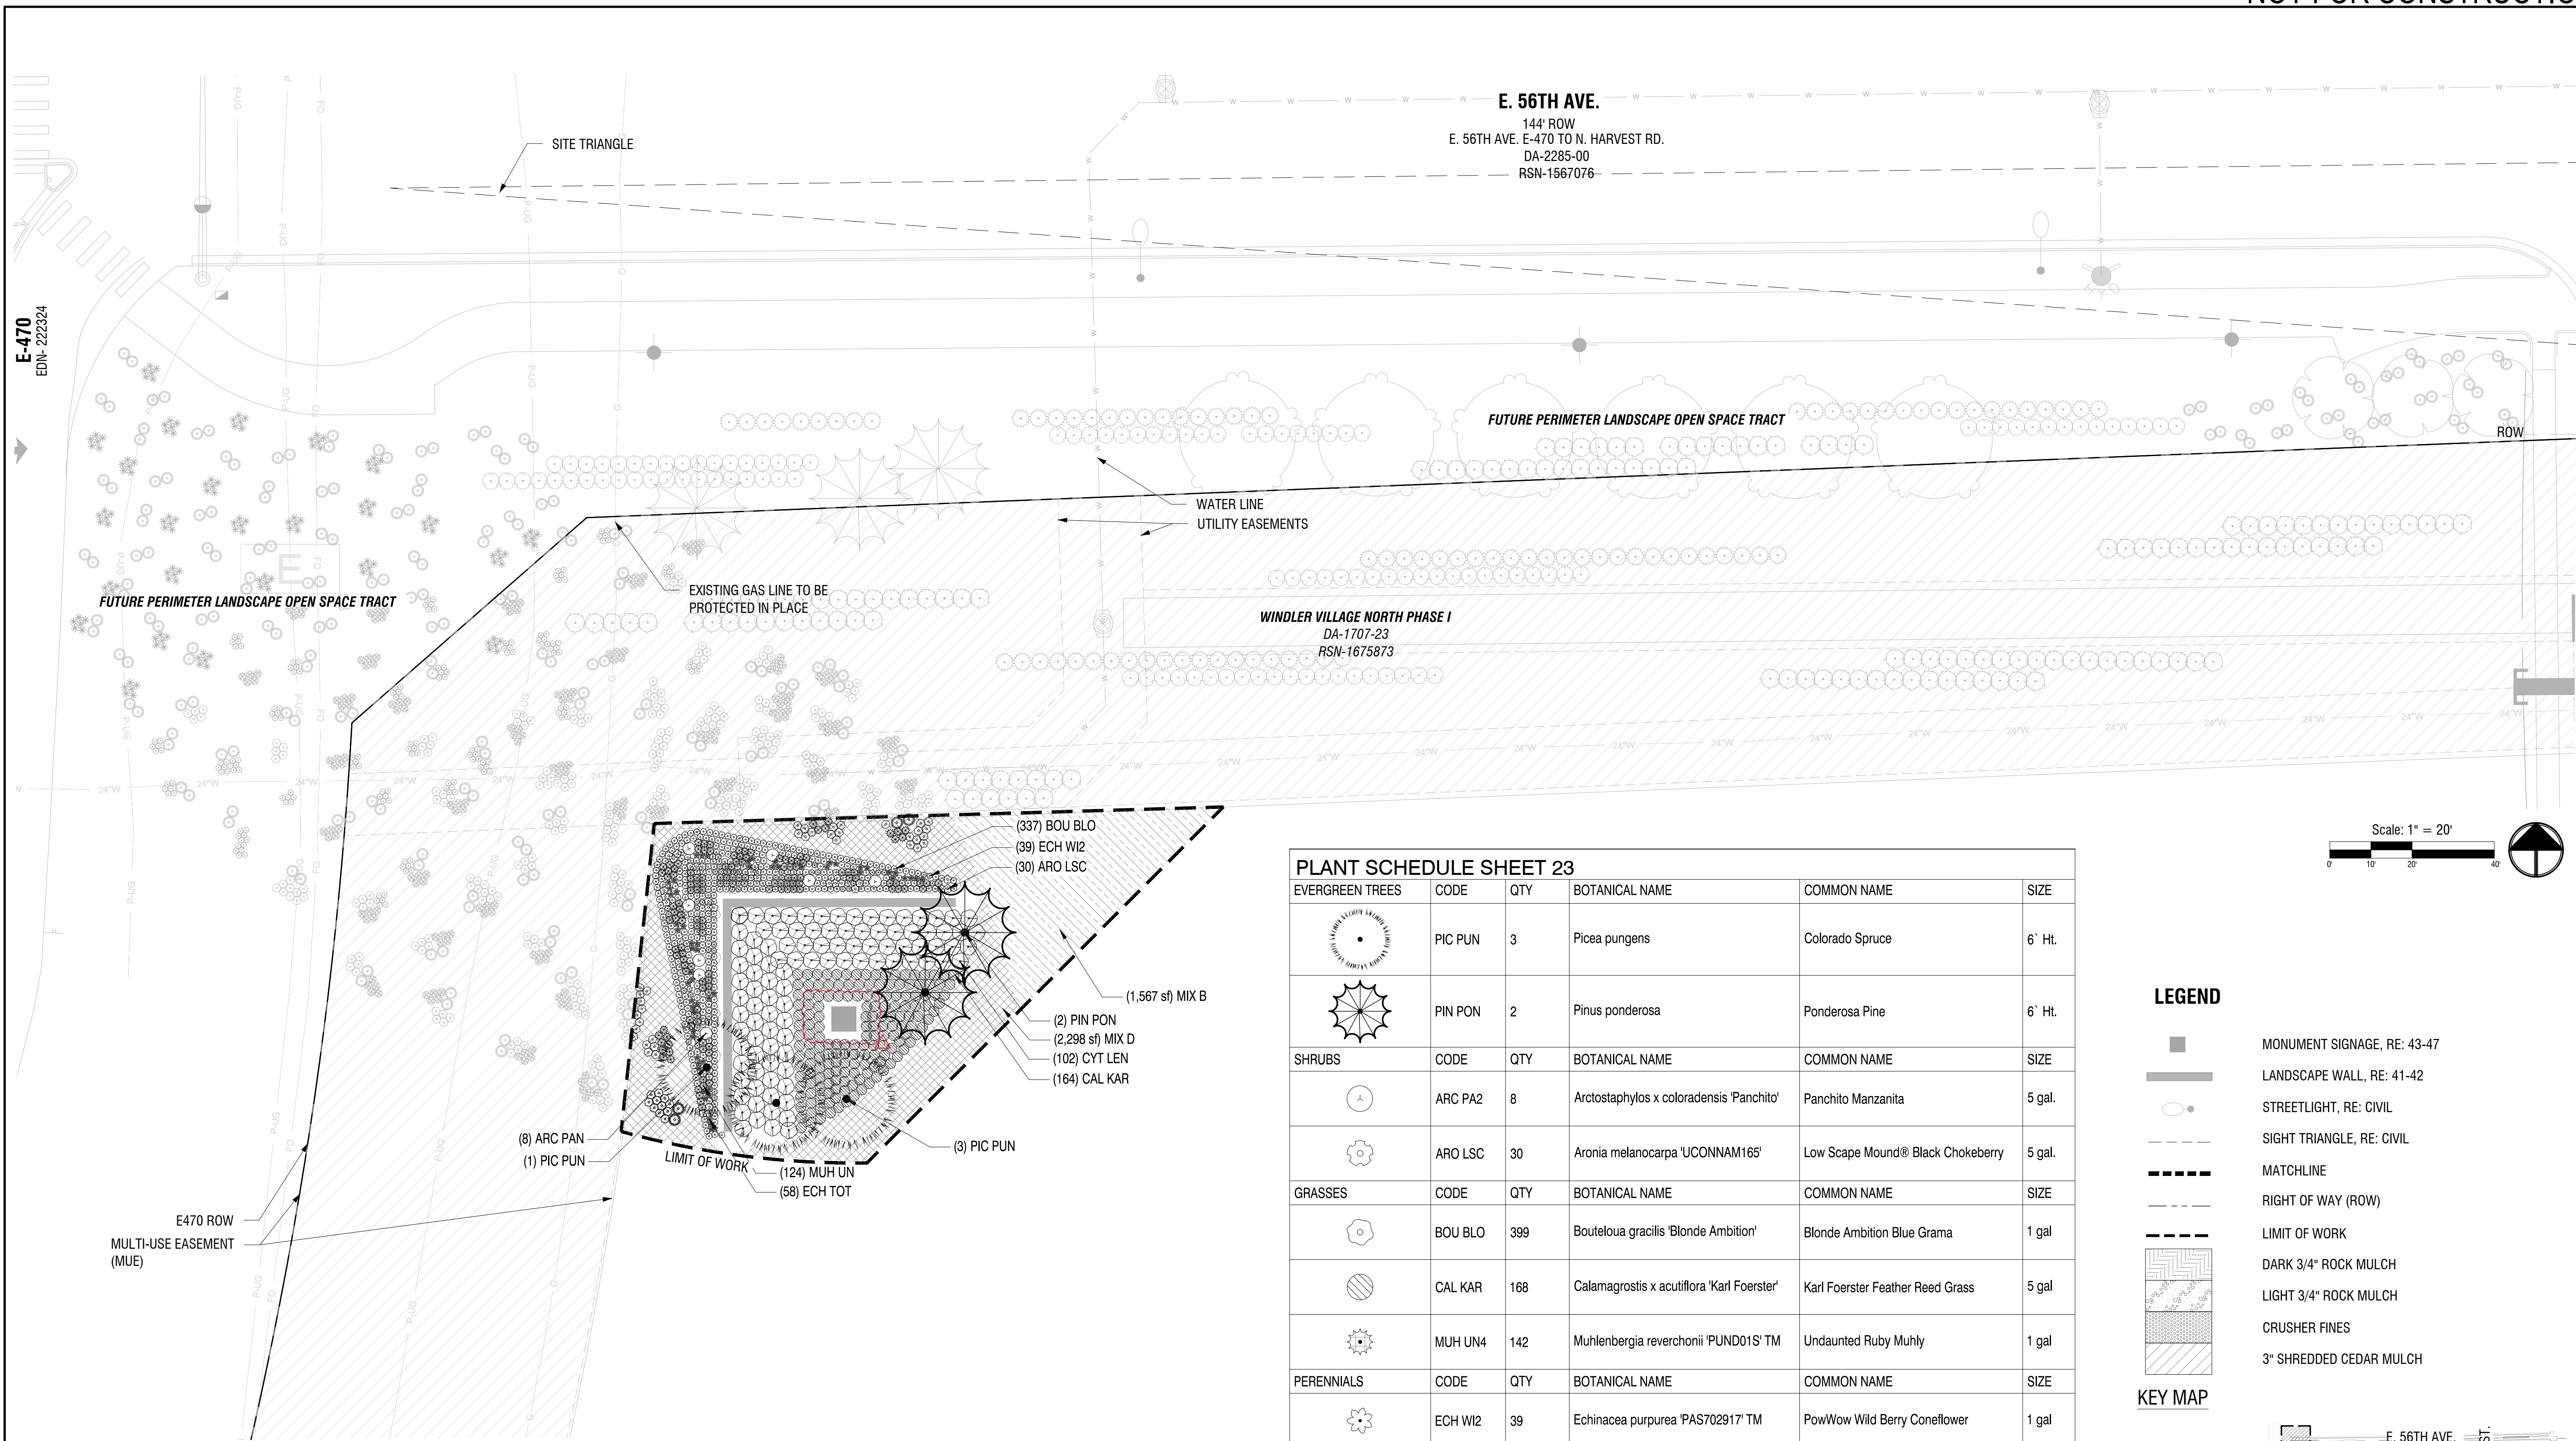 E. 56TH AVE.
144' ROW
E. 56TH AVE. E-470 TO N. HARVEST RD.
DA-2285-00
RSN-1567076
SITE TRIANGLE
E-470
EDN- 222324
FUTURE PERIMETER LANDSCAPE OPEN SPACE TRACT
ROW
WATER LINE
UTILITY EASEMENTS
EXISTING GAS LINE TO BE
PROTECTED IN PLACE
FUTURE PERIMETER LANDSCAPE OPEN SPACE TRACT
E
WINDLER VILLAGE NORTH PHASE I
DA-1707-23
RSN-1675873
(337) BOU BLO
(39) ECH WI2
(30) ARO LSC
(1,567 sf) MIX B
(2) PIN PON
(2,298 sf) MIX D
(102) CYT LEN
(164) CAL KAR
(3) PIC PUN
(8) ARC PAN
(1) PIC PUN
LIMIT OF WORK
(124) MUH UN
(58) ECH TOT
E470 ROW
MULTI-USE EASEMENT
(MUE)
Scale: 1" = 20'
0' 10' 20' 40'
PLANT SCHEDULE SHEET 23
EVERGREEN TREES CODE QTY BOTANICAL NAME COMMON NAME SIZE
PIC PUN 3 Picea pungens Colorado Spruce 6` Ht.
PIN PON 2 Pinus ponderosa Ponderosa Pine 6` Ht.
SHRUBS CODE QTY BOTANICAL NAME COMMON NAME SIZE
ARC PA2 8 Arctostaphylos x coloradensis 'Panchito' Panchito Manzanita 5 gal.
ARO LSC 30 Aronia melanocarpa 'UCONNAM165' Low Scape Mound® Black Chokeberry 5 gal.
GRASSES CODE QTY BOTANICAL NAME COMMON NAME SIZE
BOU BLO 399 Bouteloua gracilis 'Blonde Ambition' Blonde Ambition Blue Grama 1 gal
CAL KAR 168 Calamagrostis x acutiflora 'Karl Foerster' Karl Foerster Feather Reed Grass 5 gal
MUH UN4 142 Muhlenbergia reverchonii 'PUND01S' TM Undaunted Ruby Muhly 1 gal
PERENNIALS CODE QTY BOTANICAL NAME COMMON NAME SIZE
ECH WI2 39 Echinacea purpurea 'PAS702917' TM PowWow Wild Berry Coneflower 1 gal
LEGEND
MONUMENT SIGNAGE, RE: 43-47
LANDSCAPE WALL, RE: 41-42
STREETLIGHT, RE: CIVIL
SIGHT TRIANGLE, RE: CIVIL
MATCHLINE
RIGHT OF WAY (ROW)
LIMIT OF WORK
DARK 3/4" ROCK MULCH
LIGHT 3/4" ROCK MULCH
CRUSHER FINES
3" SHREDDED CEDAR MULCH
KEY MAP
E. 56TH AVE.